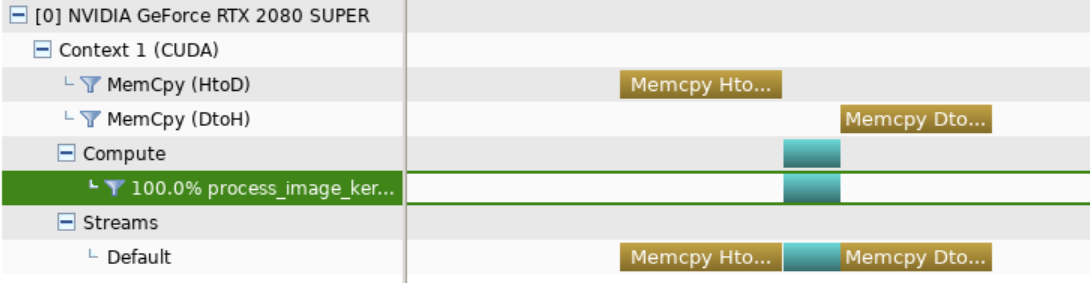 [0] NVIDIA GeForce RTX 2080 SUPER
Context 1 (CUDA)
MemCpy (HtoD)
Memcpy Hto...
MemCpy (DtoH)
Memcpy Dto...
Compute
100.0% process_image_ker...
Streams
Default
Memcpy Hto...
Memcpy Dto...